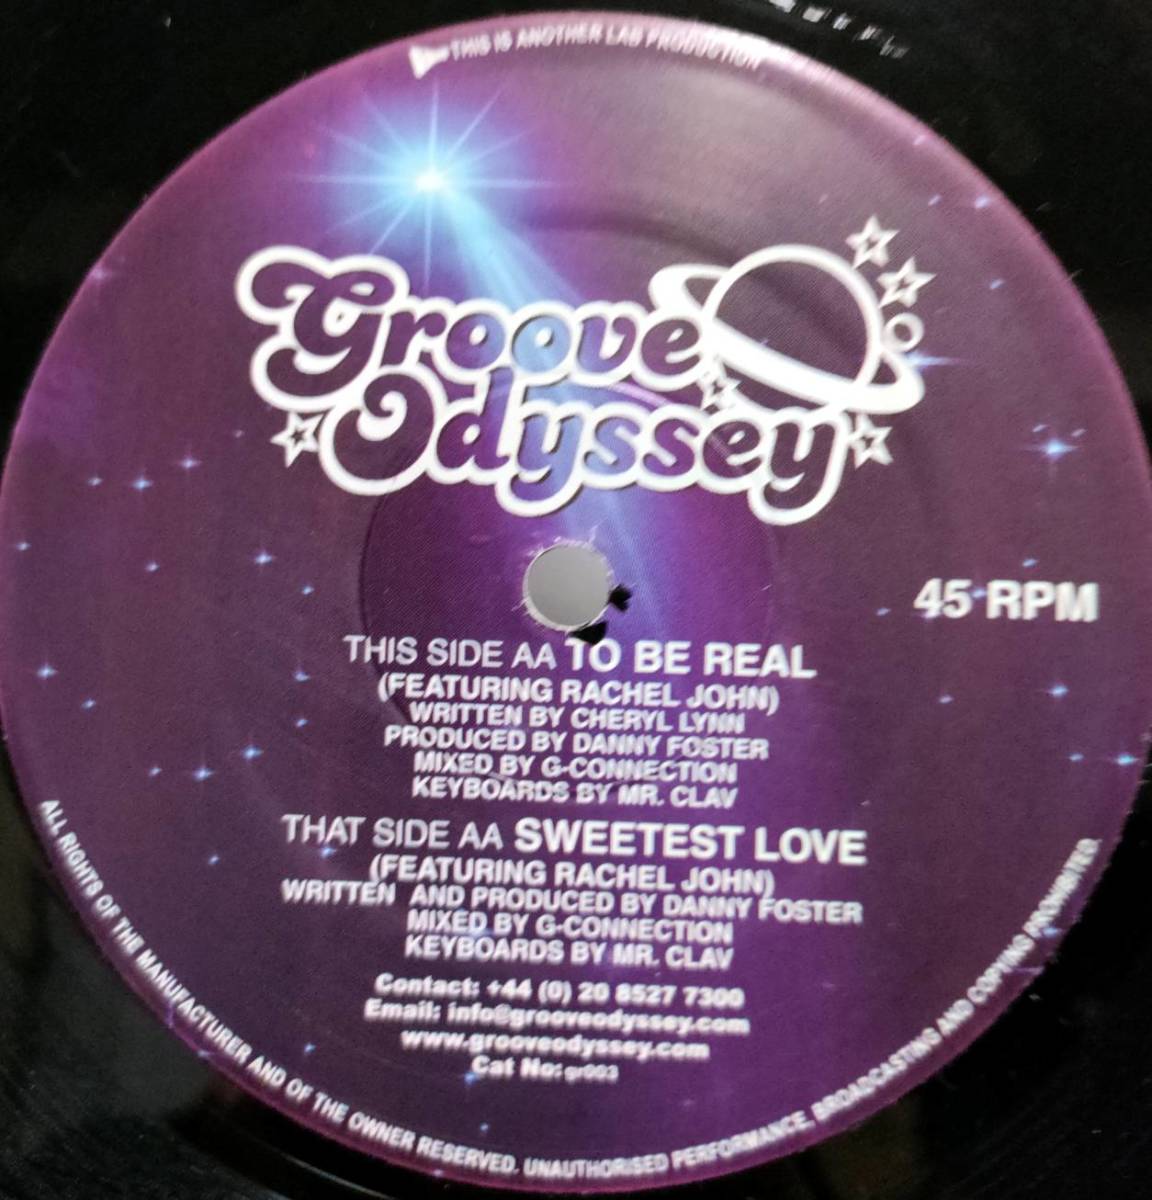 THIS IS ANOTHER LAB PRODUCTION
Groove
Odyssey
45 RPM
THIS SIDE AA TO BE REAL
(FEATURING RACHEL JOHN)
WRITTEN BY CHERYL LYNN
PRODUCED BY DANNY FOSTER
MIXED BY G-CONNECTION
KEYBOARDS BY MR. CLAV
THAT SIDE AA SWEETEST LOVE
(FEATURING RACHEL JOHN)
WRITTEN AND PRODUCED BY DANNY FOSTER
MIXED BY G-CONNECTION
KEYBOARDS BY MR. CLAV
Contact: +44 (0) 20 8527 7300
Email: info@grooveodyssey.com
www.grooveodyssey.com
Cat No: gr003
ALL RIGHTS OF THE MANUFACTURER AND OF THE OWNER RESERVED. UNAUTHORISED PERFORMANCE, BROADCASTING AND COPYING PROHIBITED.